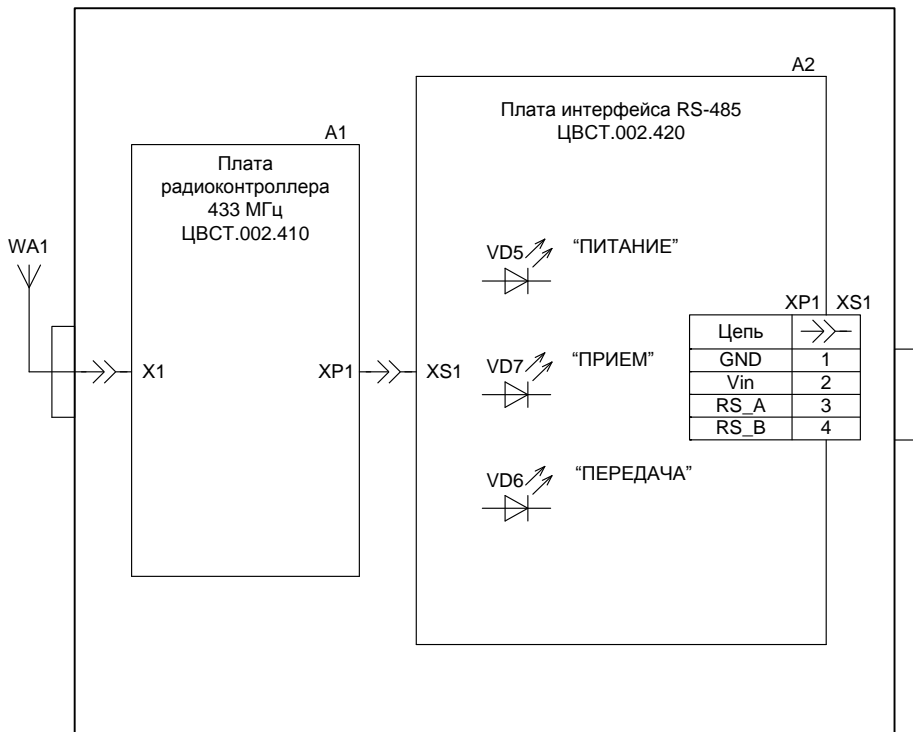 A2
Плата интерфейса RS-485
ЦВСТ.002.420
A1
Плата
радиоконтроллера
433 МГц
ЦВСТ.002.410
WA1
VD5 “ПИТАНИЕ”
XP1 XS1
Цепь
GND 1
Vin 2
RS_A 3
RS_B 4
X1 XP1 XS1
VD7 “ПРИЕМ”
VD6 “ПЕРЕДАЧА”